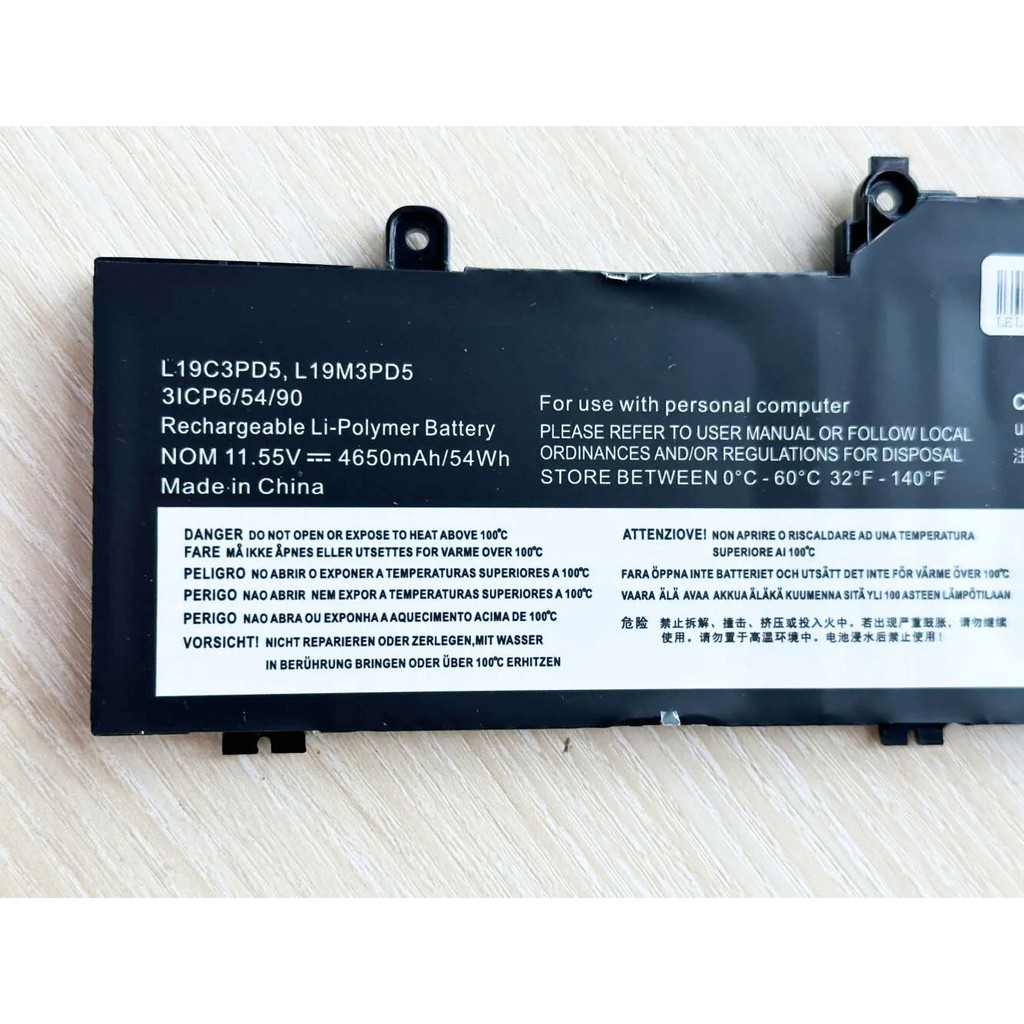 L19C3PD5, L19M3PD5
3ICP6/54/90
Rechargeable Li-Polymer Battery
NOM 11.55V ⎓ 4650mAh/54Wh
Made in China
For use with personal computer
PLEASE REFER TO USER MANUAL OR FOLLOW LOCAL
ORDINANCES AND/OR REGULATIONS FOR DISPOSAL
STORE BETWEEN 0°C - 60°C 32°F - 140°F
DANGER DO NOT OPEN OR EXPOSE TO HEAT ABOVE 100℃
FARE MÅ IKKE ÅPNES ELLER UTSETTES FOR VARME OVER 100℃
PELIGRO NO ABRIR O EXPONER A TEMPERATURAS SUPERIORES A 100℃
PERIGO NAO ABRIR NEM EXPOR A TEMPERATURAS SUPERIORES A 100℃
PERIGO NAO ABRA OU EXPONHA A AQUECIMENTO ACIMA DE 100℃
VORSICHT! NICHT REPARIEREN ODER ZERLEGEN,MIT WASSER
IN BERÜHRUNG BRINGEN ODER ÜBER 100℃ ERHITZEN
ATTENZIOVE! NON APRIRE O RISCALDARE AD UNA TEMPERATURA
SUPERIORE AI 100℃
FARA ÖPPNA INTE BATTERIET OCH UTSÄTT DET INTE FÖR VÄRME ÖVER 100℃
VAARA ÄLÄ AVAA AKKUA ÄLÄKÄ KUUMENNA SITÄ YLI 100 ASTEEN LÄMPÖTILAAN
危险 禁止拆解、撞击、挤压或投入火中。若出现严重鼓胀，请勿继续
使用。请勿置于高温环境中。电池浸水后禁止使用！
LE L
C
u
注